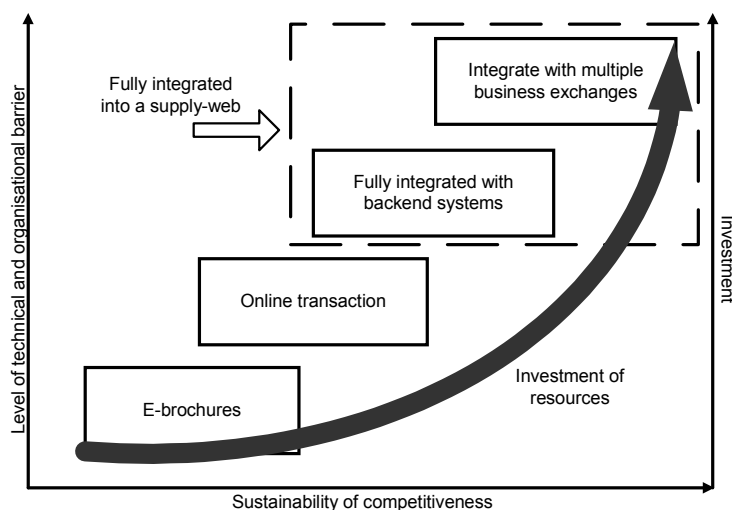 Integrate with multiple
business exchanges
Fully integrated
into a supply-web
Fully integrated with
backend systems
Level of technical and organisational barrier
Investment
Online transaction
Investment of
resources
E-brochures
Sustainability of competitiveness